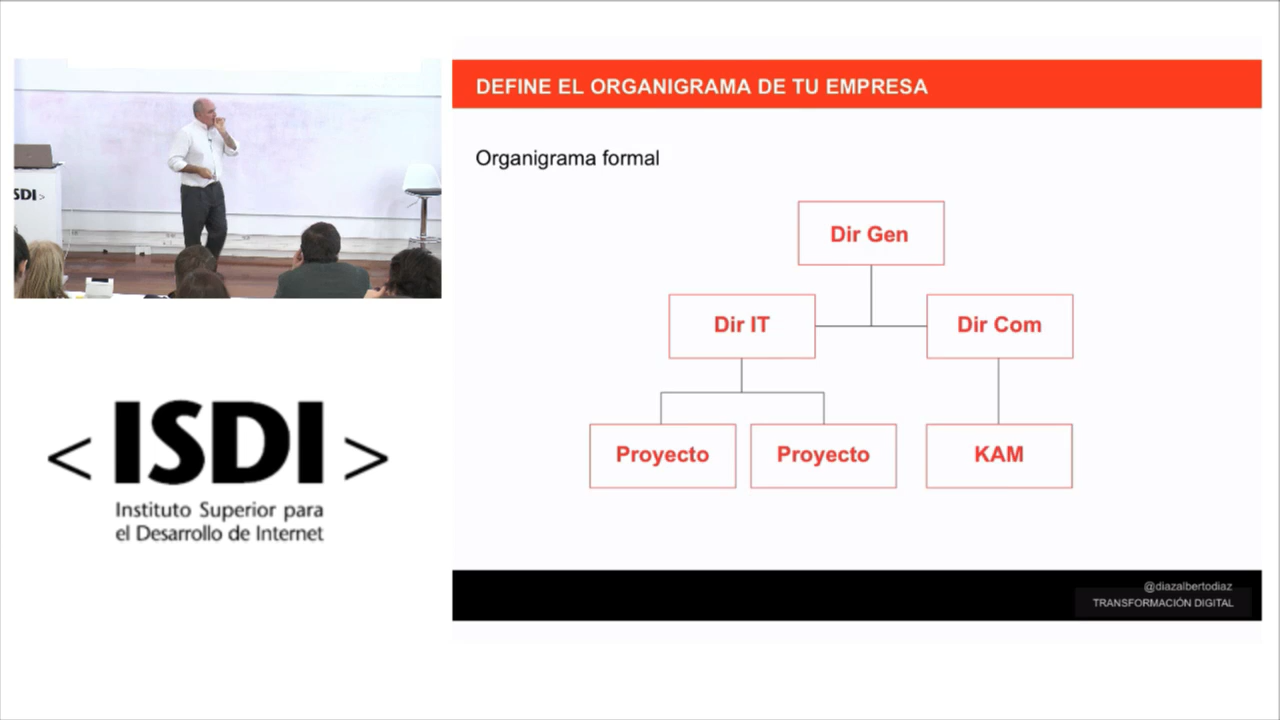 DEFINE EL ORGANIGRAMA DE TU EMPRESA
Organigrama formal
Dir Gen
Dir IT
Dir Com
Proyecto
Proyecto
KAM
@diazalbertodiaz
TRANSFORMACIÓN DIGITAL
SDI>
< ISDI >
Instituto Superior para
el Desarrollo de Internet